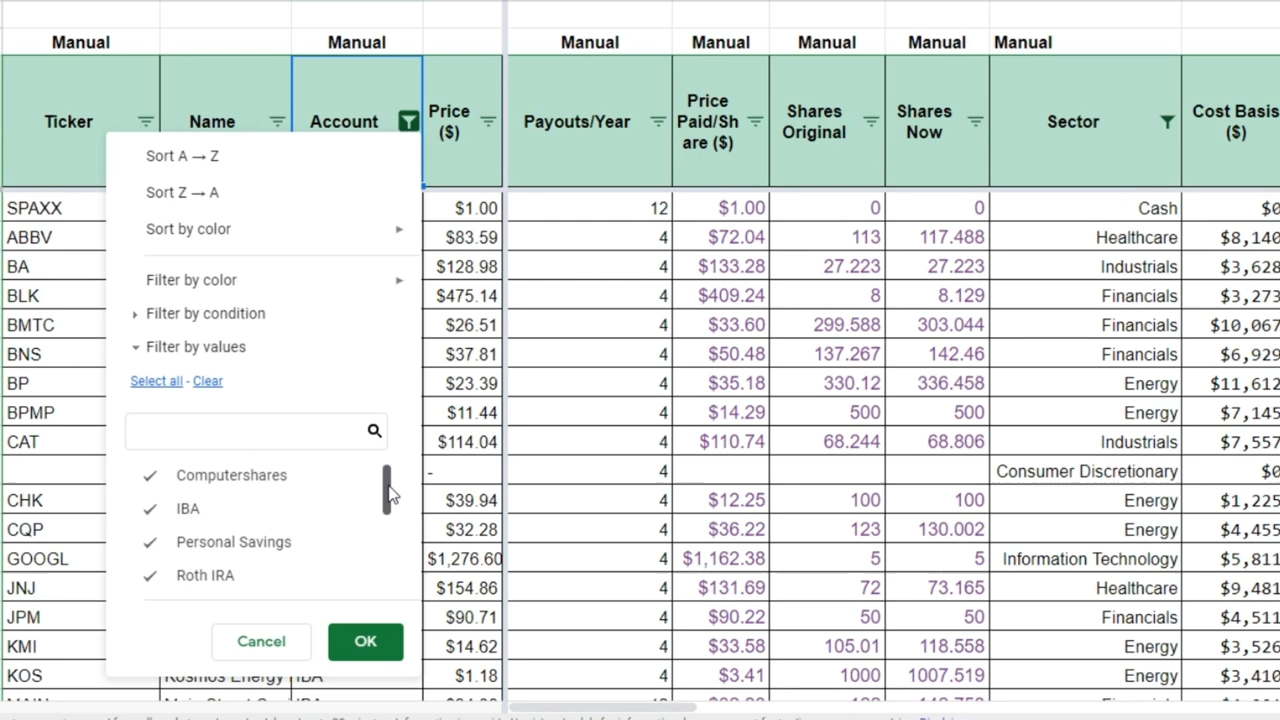 Manual Manual Manual Manual Manual Manual Manual
Ticker Name Account Price ($) Payouts/Year Price Paid/Share ($) Shares Original Shares Now Sector Cost Basis ($)
Sort A → Z
Sort Z → A
Sort by color
Filter by color
Filter by condition
Filter by values
Select all - Clear
Computershares
IBA
Personal Savings
Roth IRA
Cancel OK
SPAXX $1.00 12 $1.00 0 0 Cash $0
ABBV $83.59 4 $72.04 113 117.488 Healthcare $8,140
BA $128.98 4 $133.28 27.223 27.223 Industrials $3,628
BLK $475.14 4 $409.24 8 8.129 Financials $3,273
BMTC $26.51 4 $33.60 299.588 303.044 Financials $10,067
BNS $37.81 4 $50.48 137.267 142.46 Financials $6,929
BP $23.39 4 $35.18 330.12 336.458 Energy $11,612
BPMP $11.44 4 $14.29 500 500 Energy $7,145
CAT $114.04 4 $110.74 68.244 68.806 Industrials $7,557
- 4 Consumer Discretionary $0
CHK $39.94 4 $12.25 100 100 Energy $1,225
CQP $32.28 4 $36.22 123 130.002 Energy $4,455
GOOGL $1,276.60 4 $1,162.38 5 5 Information Technology $5,811
JNJ $154.86 4 $131.69 72 73.165 Healthcare $9,481
JPM $90.71 4 $90.22 50 50 Financials $4,511
KMI $14.62 4 $33.58 105.01 118.558 Energy $3,526
KOS Kosmos Energy IBA $1.18 4 $3.41 1000 1007.519 Energy $3,410